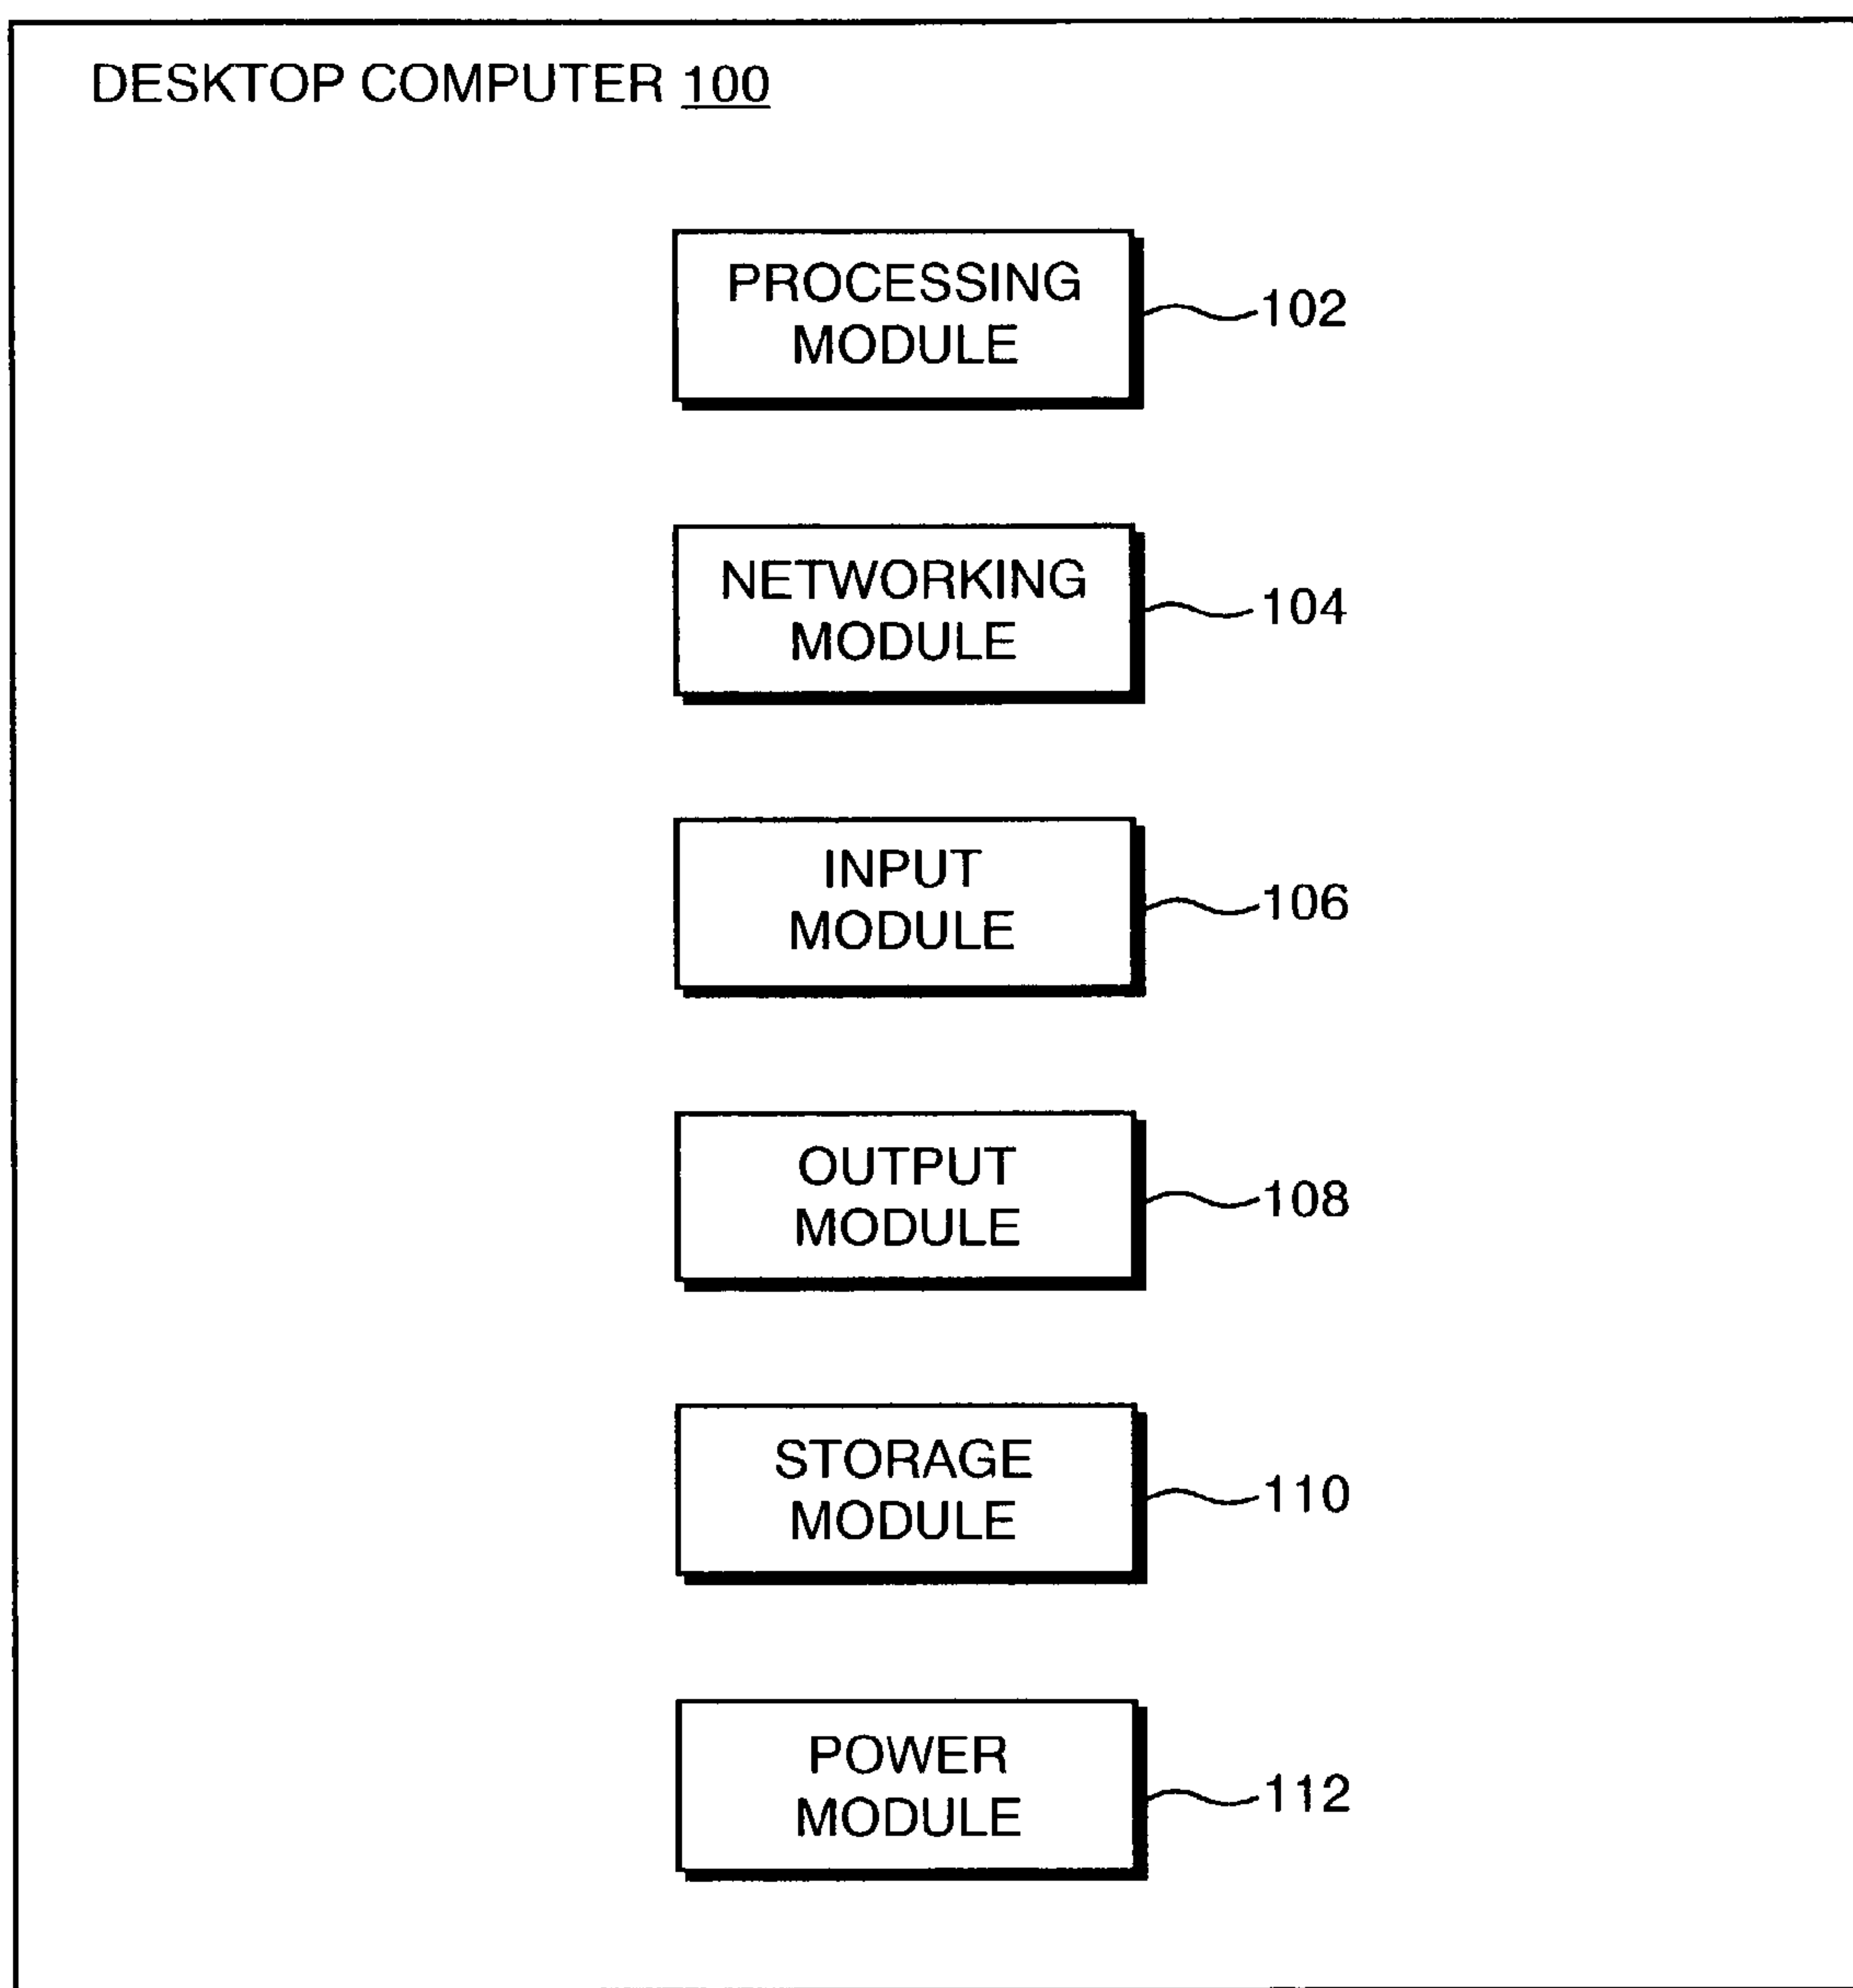 DESKTOP COMPUTER 100
PROCESSING
MODULE
102
NETWORKING
MODULE
104
INPUT
MODULE
106
OUTPUT
MODULE
108
STORAGE
MODULE
110
POWER
MODULE
112